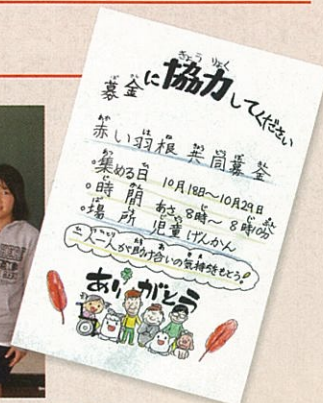 募金に協力してください
赤い羽根共同募金
・集める日 10月18日～10月29日
・時間 あさ8時～8時10分
・場所 児童げんかん
一人一人が助け合いの気持ちをもとう。
ありがとう